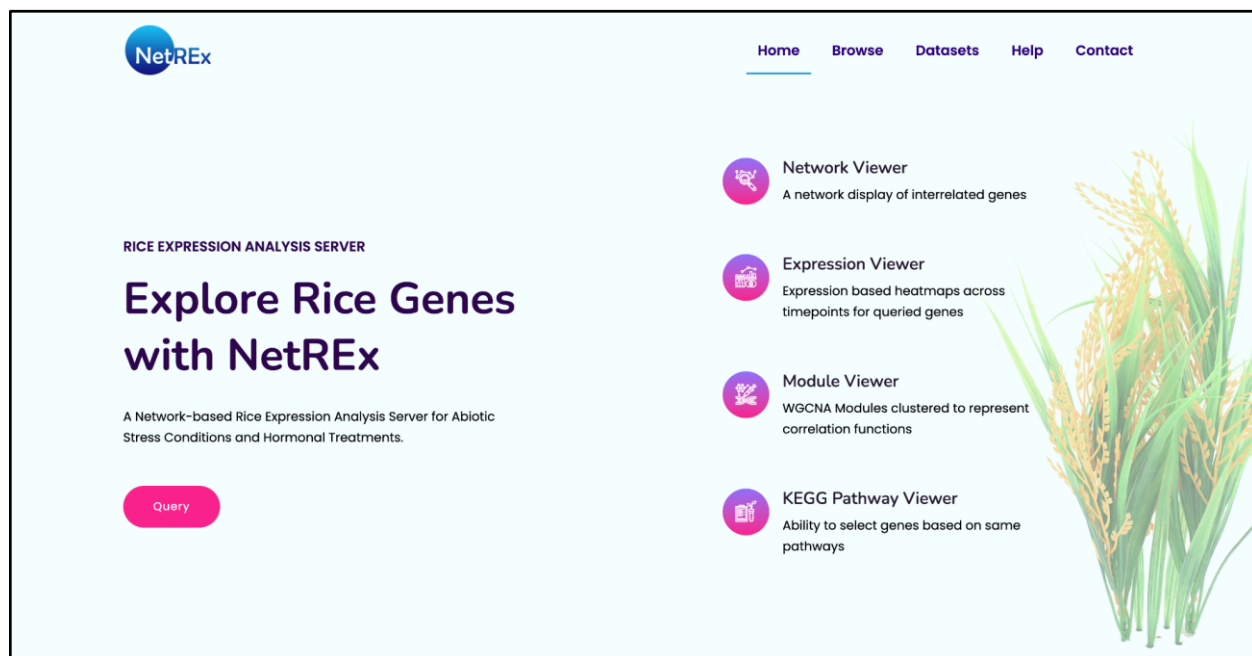 NetREx
Home Browse Datasets Help Contact
RICE EXPRESSION ANALYSIS SERVER
Explore Rice Genes
with NetREx
A Network-based Rice Expression Analysis Server for Abiotic
Stress Conditions and Hormonal Treatments.
Query
Network Viewer
A network display of interrelated genes
Expression Viewer
Expression based heatmaps across
timepoints for queried genes
Module Viewer
WGCNA Modules clustered to represent
correlation functions
KEGG Pathway Viewer
Ability to select genes based on same
pathways